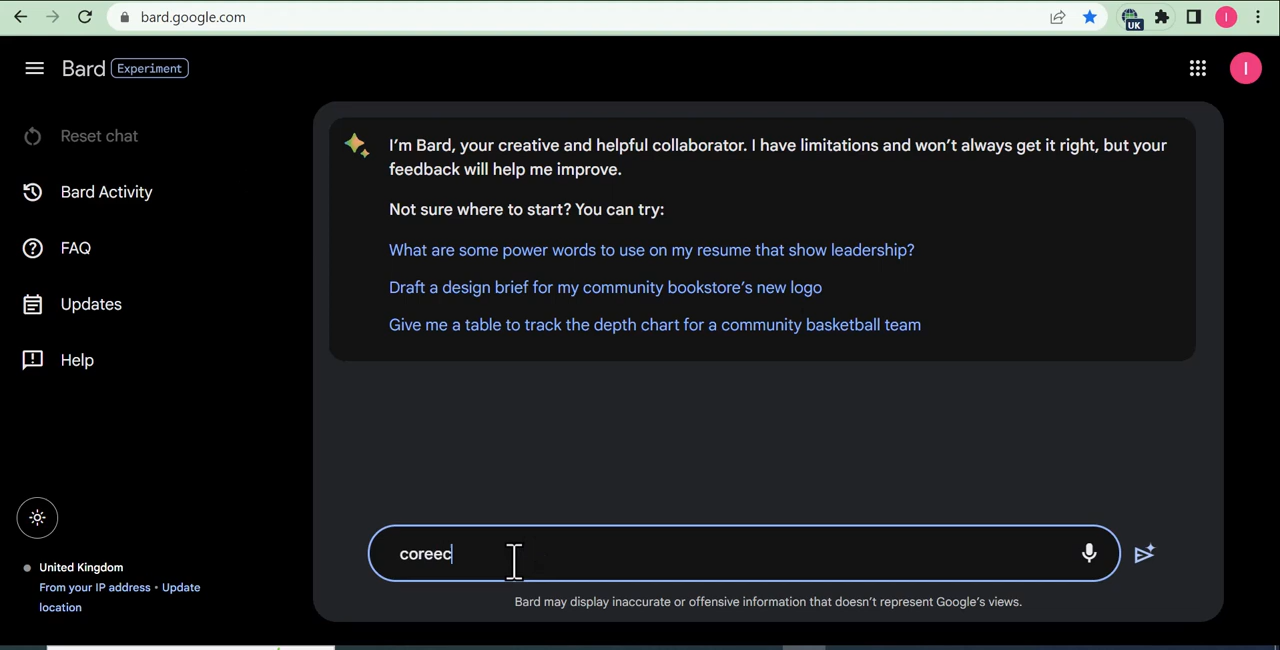 bard.google.com
UK
I
Bard Experiment
I
Reset chat
Bard Activity
FAQ
Updates
Help
I'm Bard, your creative and helpful collaborator. I have limitations and won't always get it right, but your
feedback will help me improve.
Not sure where to start? You can try:
What are some power words to use on my resume that show leadership?
Draft a design brief for my community bookstore's new logo
Give me a table to track the depth chart for a community basketball team
coreec
Bard may display inaccurate or offensive information that doesn't represent Google's views.
United Kingdom
From your IP address • Update
location